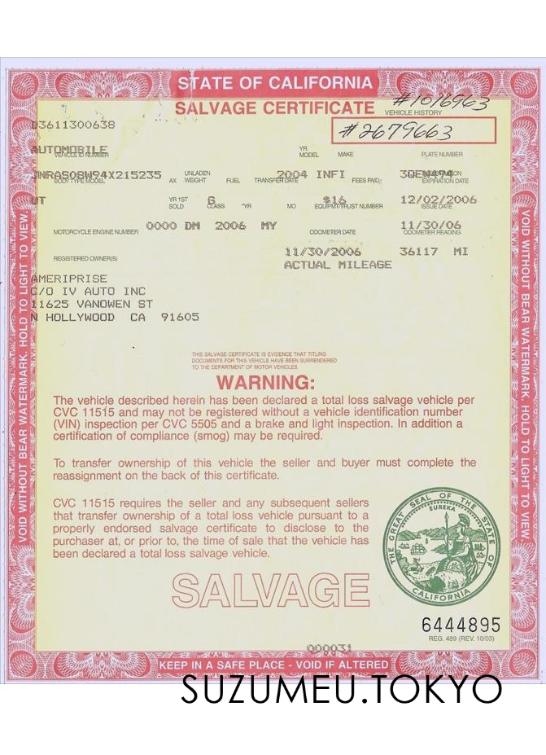 STATE OF CALIFORNIA
SALVAGE CERTIFICATE
#1016963
VEHICLE HISTORY
#2679663
D3611300638
AUTOMOBILE
VEHICLE ID NUMBER
YR. MODEL MAKE PLATE NUMBER
JNRAS08W94X215235 2004 INFI
BODY TYPE MODEL AX UNLADEN WEIGHT FUEL TRANSFER DATE FEES PAID EXPIRATION DATE
UT G $16 12/02/2006
YR 1ST SOLD CLASS *YR MO EQUIPMT/TRUST NUMBER ISSUE DATE
0000 DM 2006 MY 11/30/06
MOTORCYCLE ENGINE NUMBER ODOMETER DATE ODOMETER READING
11/30/2006 36117 MI
REGISTERED OWNER(S)
ACTUAL MILEAGE
AMERIPRISE
C/O IV AUTO INC
11625 VANOWEN ST
N HOLLYWOOD CA 91605
THIS SALVAGE CERTIFICATE IS EVIDENCE THAT TITLING
DOCUMENTS FOR THIS VEHICLE HAVE BEEN SURRENDERED
TO THE DEPARTMENT OF MOTOR VEHICLES.
WARNING:
The vehicle described herein has been declared a total loss salvage vehicle per
CVC 11515 and may not be registered without a vehicle identification number
(VIN) inspection per CVC 5505 and a brake and light inspection. In addition a
certification of compliance (smog) may be required.
To transfer ownership of this vehicle the seller and buyer must complete the
reassignment on the back of this certificate.
CVC 11515 requires the seller and any subsequent sellers
that transfer ownership of a total loss vehicle pursuant to a
properly endorsed salvage certificate to disclose to the
purchaser at, or prior to, the time of sale that the vehicle has
been declared a total loss salvage vehicle.
THE GREAT SEAL OF THE STATE OF CALIFORNIA
EUREKA
SALVAGE
6444895
REG. 489 (REV. 10/03)
000031
KEEP IN A SAFE PLACE - VOID IF ALTERED
VOID WITHOUT BEAR WATERMARK. HOLD TO LIGHT TO VIEW.
VOID WITHOUT BEAR WATERMARK. HOLD TO LIGHT TO VIEW.
SUZUMEU.TOKYO